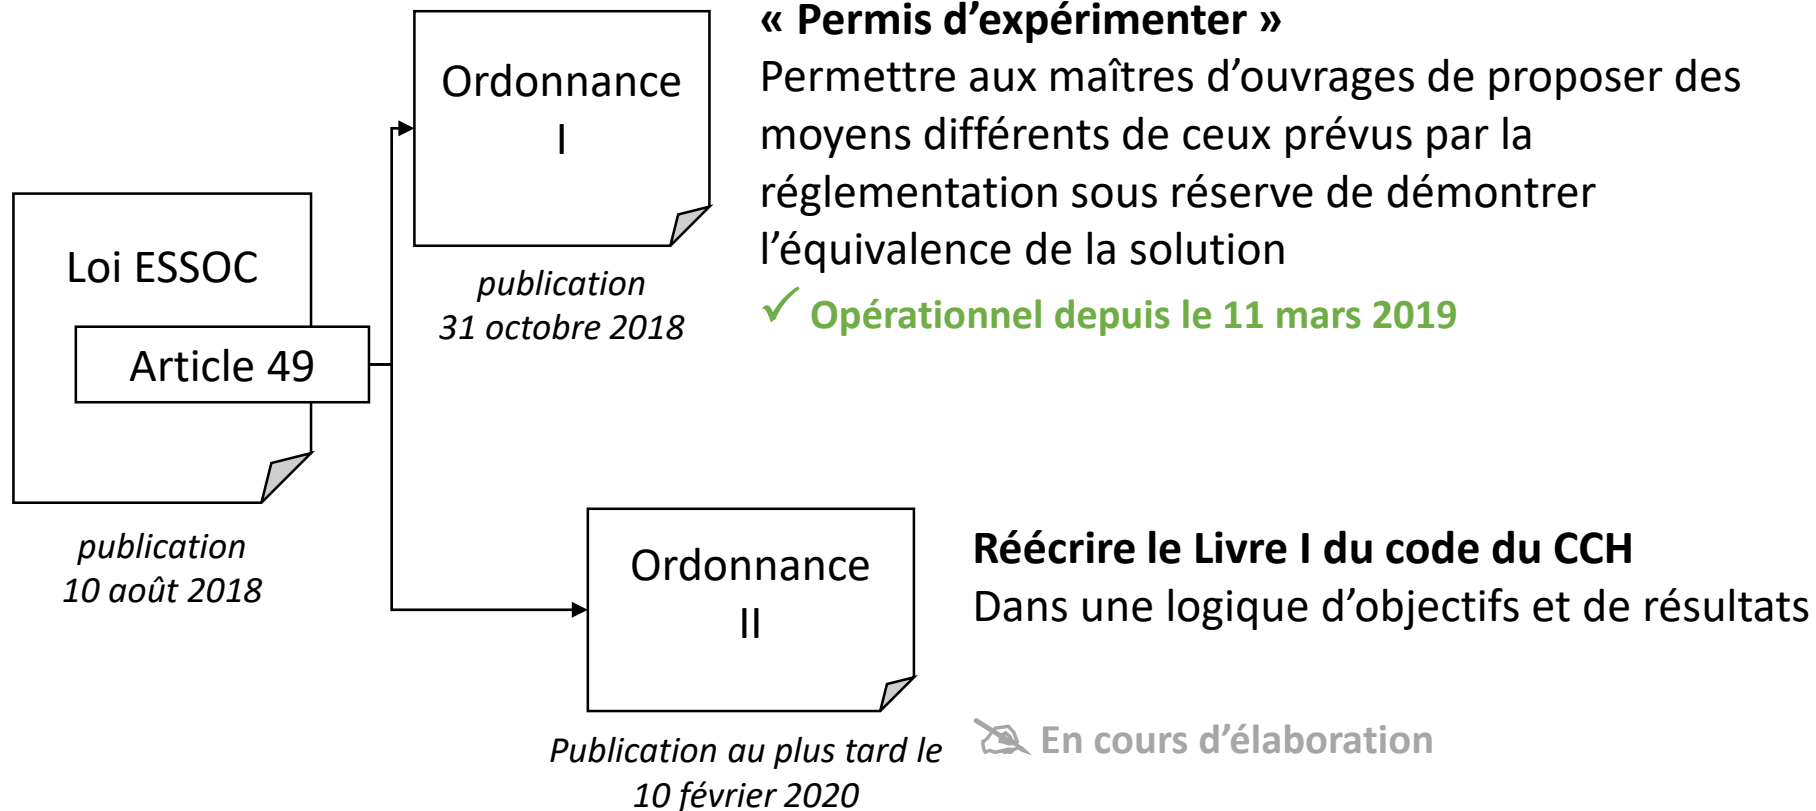 Loi ESSOC
Article 49
publication
10 août 2018
Ordonnance
I
publication
31 octobre 2018
« Permis d’expérimenter »
Permettre aux maîtres d’ouvrages de proposer des
moyens différents de ceux prévus par la
réglementation sous réserve de démontrer
l’équivalence de la solution
✓ Opérationnel depuis le 11 mars 2019
Ordonnance
II
Publication au plus tard le
10 février 2020
Réécrire le Livre I du code du CCH
Dans une logique d’objectifs et de résultats
En cours d’élaboration